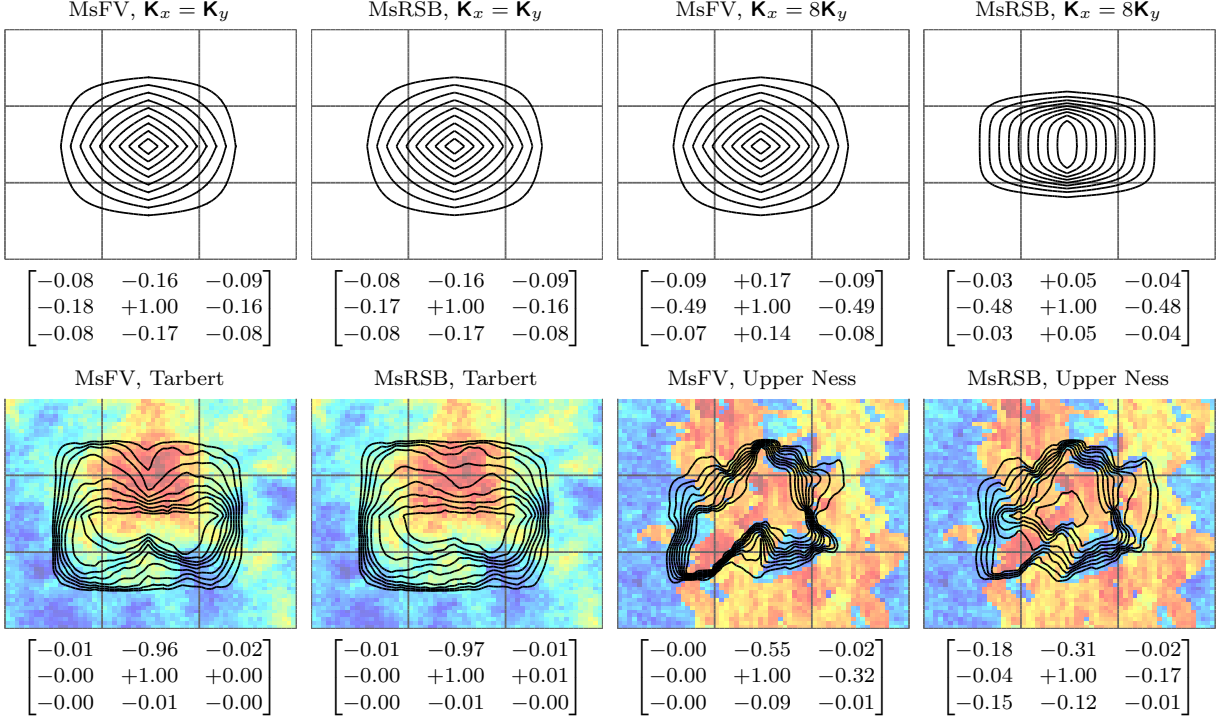 MsFV, 𝗞ₓ = 𝗞ᵧ MsRSB, 𝗞ₓ = 𝗞ᵧ MsFV, 𝗞ₓ = 8𝗞ᵧ MsRSB, 𝗞ₓ = 8𝗞ᵧ
−0.08 −0.16 −0.09 −0.08 −0.16 −0.09 −0.09 +0.17 −0.09 −0.03 +0.05 −0.04
−0.18 +1.00 −0.16 −0.17 +1.00 −0.16 −0.49 +1.00 −0.49 −0.48 +1.00 −0.48
−0.08 −0.17 −0.08 −0.08 −0.17 −0.08 −0.07 +0.14 −0.08 −0.03 +0.05 −0.04
MsFV, Tarbert MsRSB, Tarbert MsFV, Upper Ness MsRSB, Upper Ness
−0.01 −0.96 −0.02 −0.01 −0.97 −0.01 −0.00 −0.55 −0.02 −0.18 −0.31 −0.02
−0.00 +1.00 +0.00 −0.00 +1.00 +0.01 −0.00 +1.00 −0.32 −0.04 +1.00 −0.17
−0.00 −0.01 −0.00 −0.00 −0.01 −0.00 −0.00 −0.09 −0.01 −0.15 −0.12 −0.01